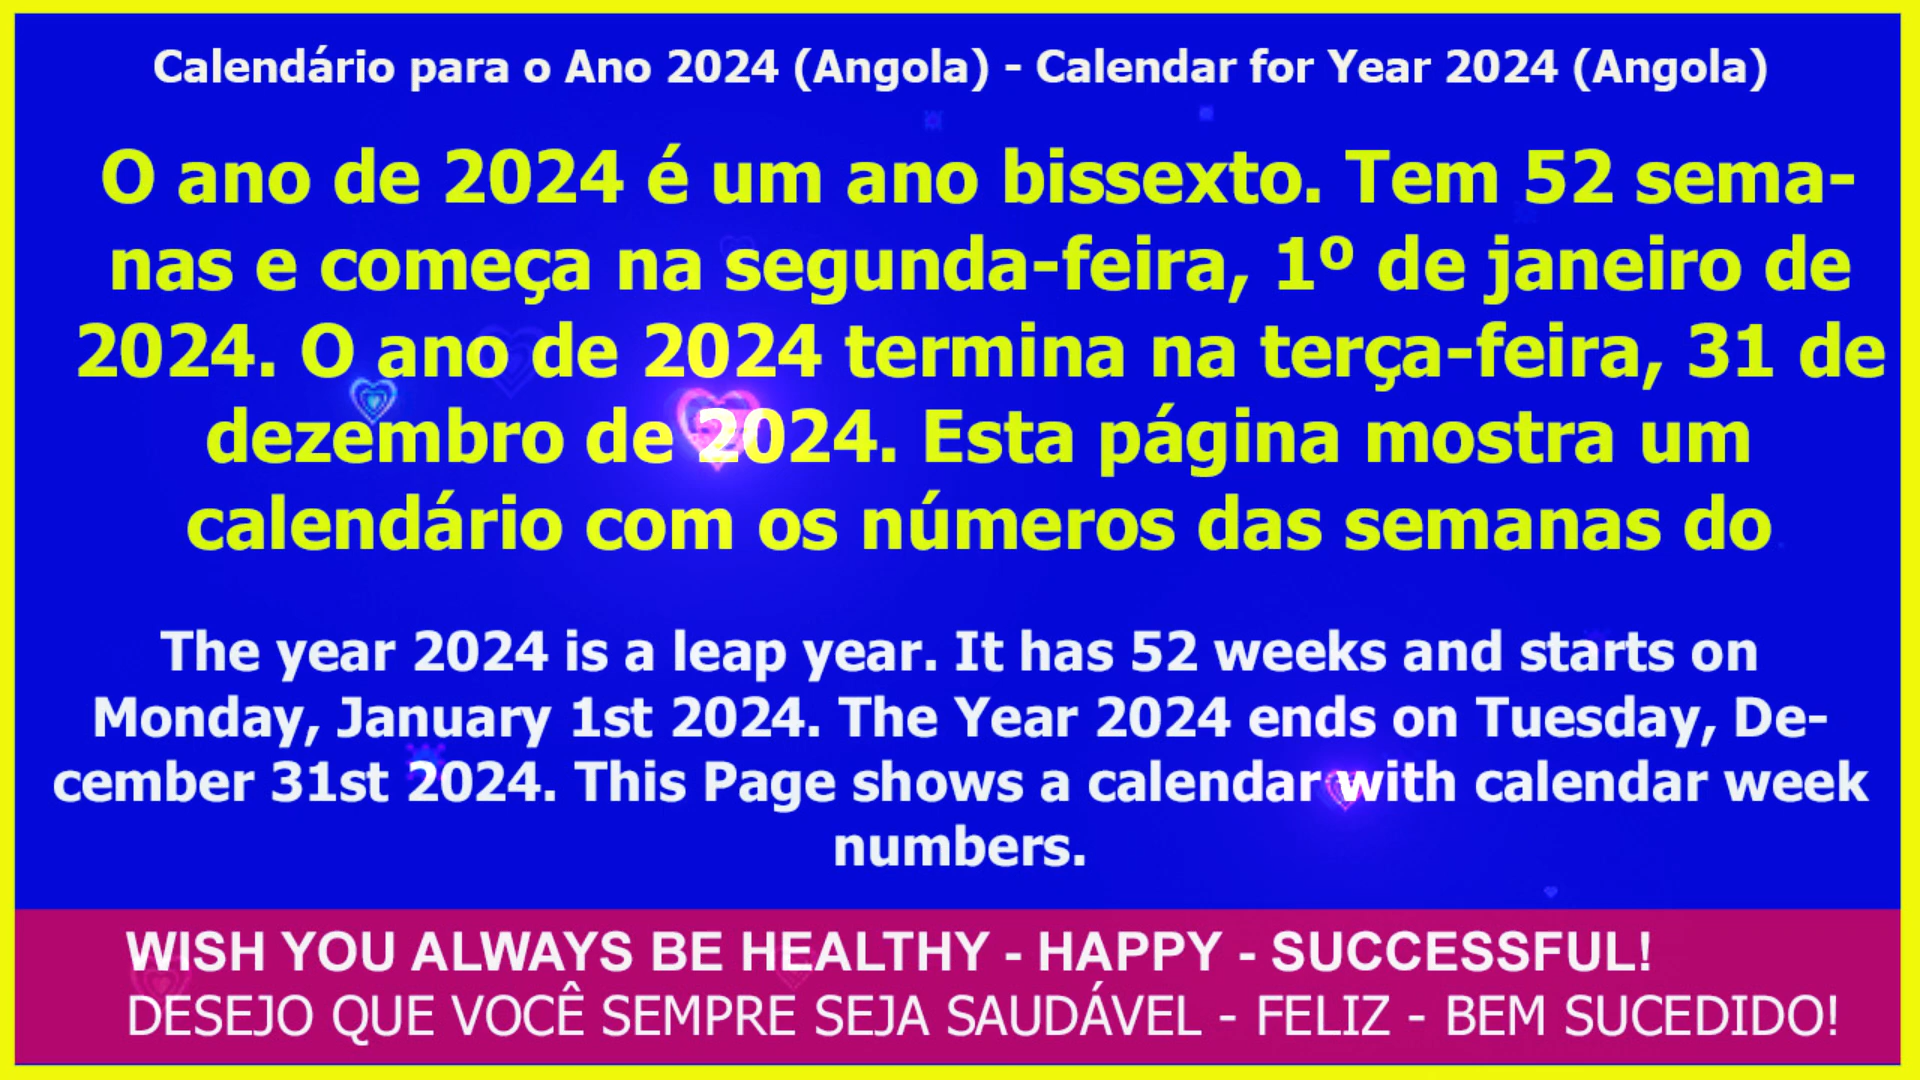 Calendário para o Ano 2024 (Angola) - Calendar for Year 2024 (Angola)
O ano de 2024 é um ano bissexto. Tem 52 sema-
nas e começa na segunda-feira, 1º de janeiro de
2024. O ano de 2024 termina na terça-feira, 31 de
dezembro de 2024. Esta página mostra um
calendário com os números das semanas do
The year 2024 is a leap year. It has 52 weeks and starts on
Monday, January 1st 2024. The Year 2024 ends on Tuesday, De-
cember 31st 2024. This Page shows a calendar with calendar week
numbers.
WISH YOU ALWAYS BE HEALTHY - HAPPY - SUCCESSFUL!
DESEJO QUE VOCÊ SEMPRE SEJA SAUDÁVEL - FELIZ - BEM SUCEDIDO!